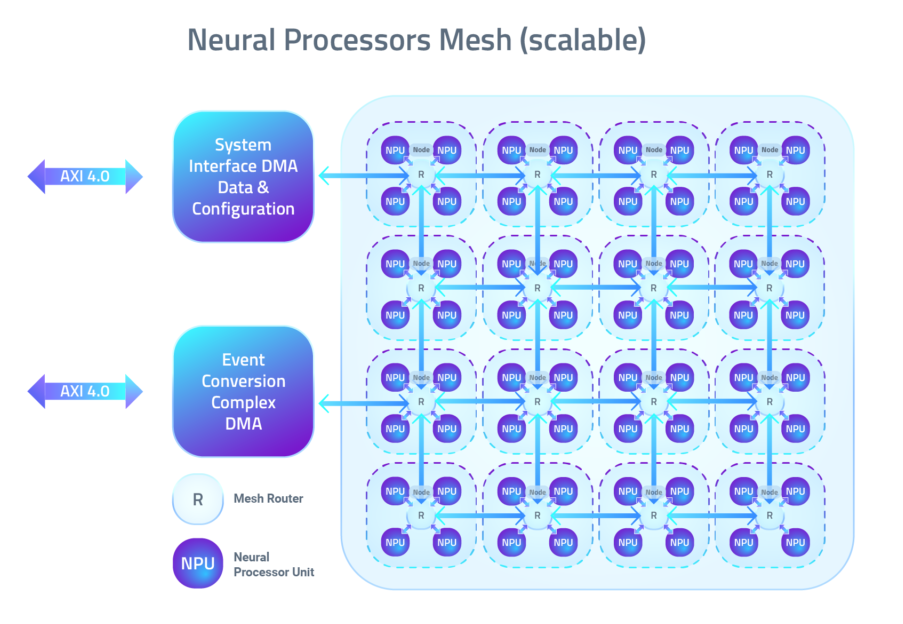 Neural Processors Mesh (scalable)
AXI 4.0
System
Interface DMA
Data &
Configuration
NPU Node NPU NPU Node NPU NPU Node NPU NPU Node NPU
R R R R
NPU NPU NPU NPU NPU NPU NPU NPU
NPU Node NPU NPU Node NPU NPU Node NPU NPU Node NPU
R R R R
NPU NPU NPU NPU NPU NPU NPU NPU
AXI 4.0
Event
Conversion
Complex
DMA
NPU Node NPU NPU Node NPU NPU Node NPU NPU Node NPU
R R R R
NPU NPU NPU NPU NPU NPU NPU NPU
NPU Node NPU NPU Node NPU NPU Node NPU NPU Node NPU
R R R R
NPU NPU NPU NPU NPU NPU NPU NPU
R Mesh Router
NPU
Neural
Processor Unit